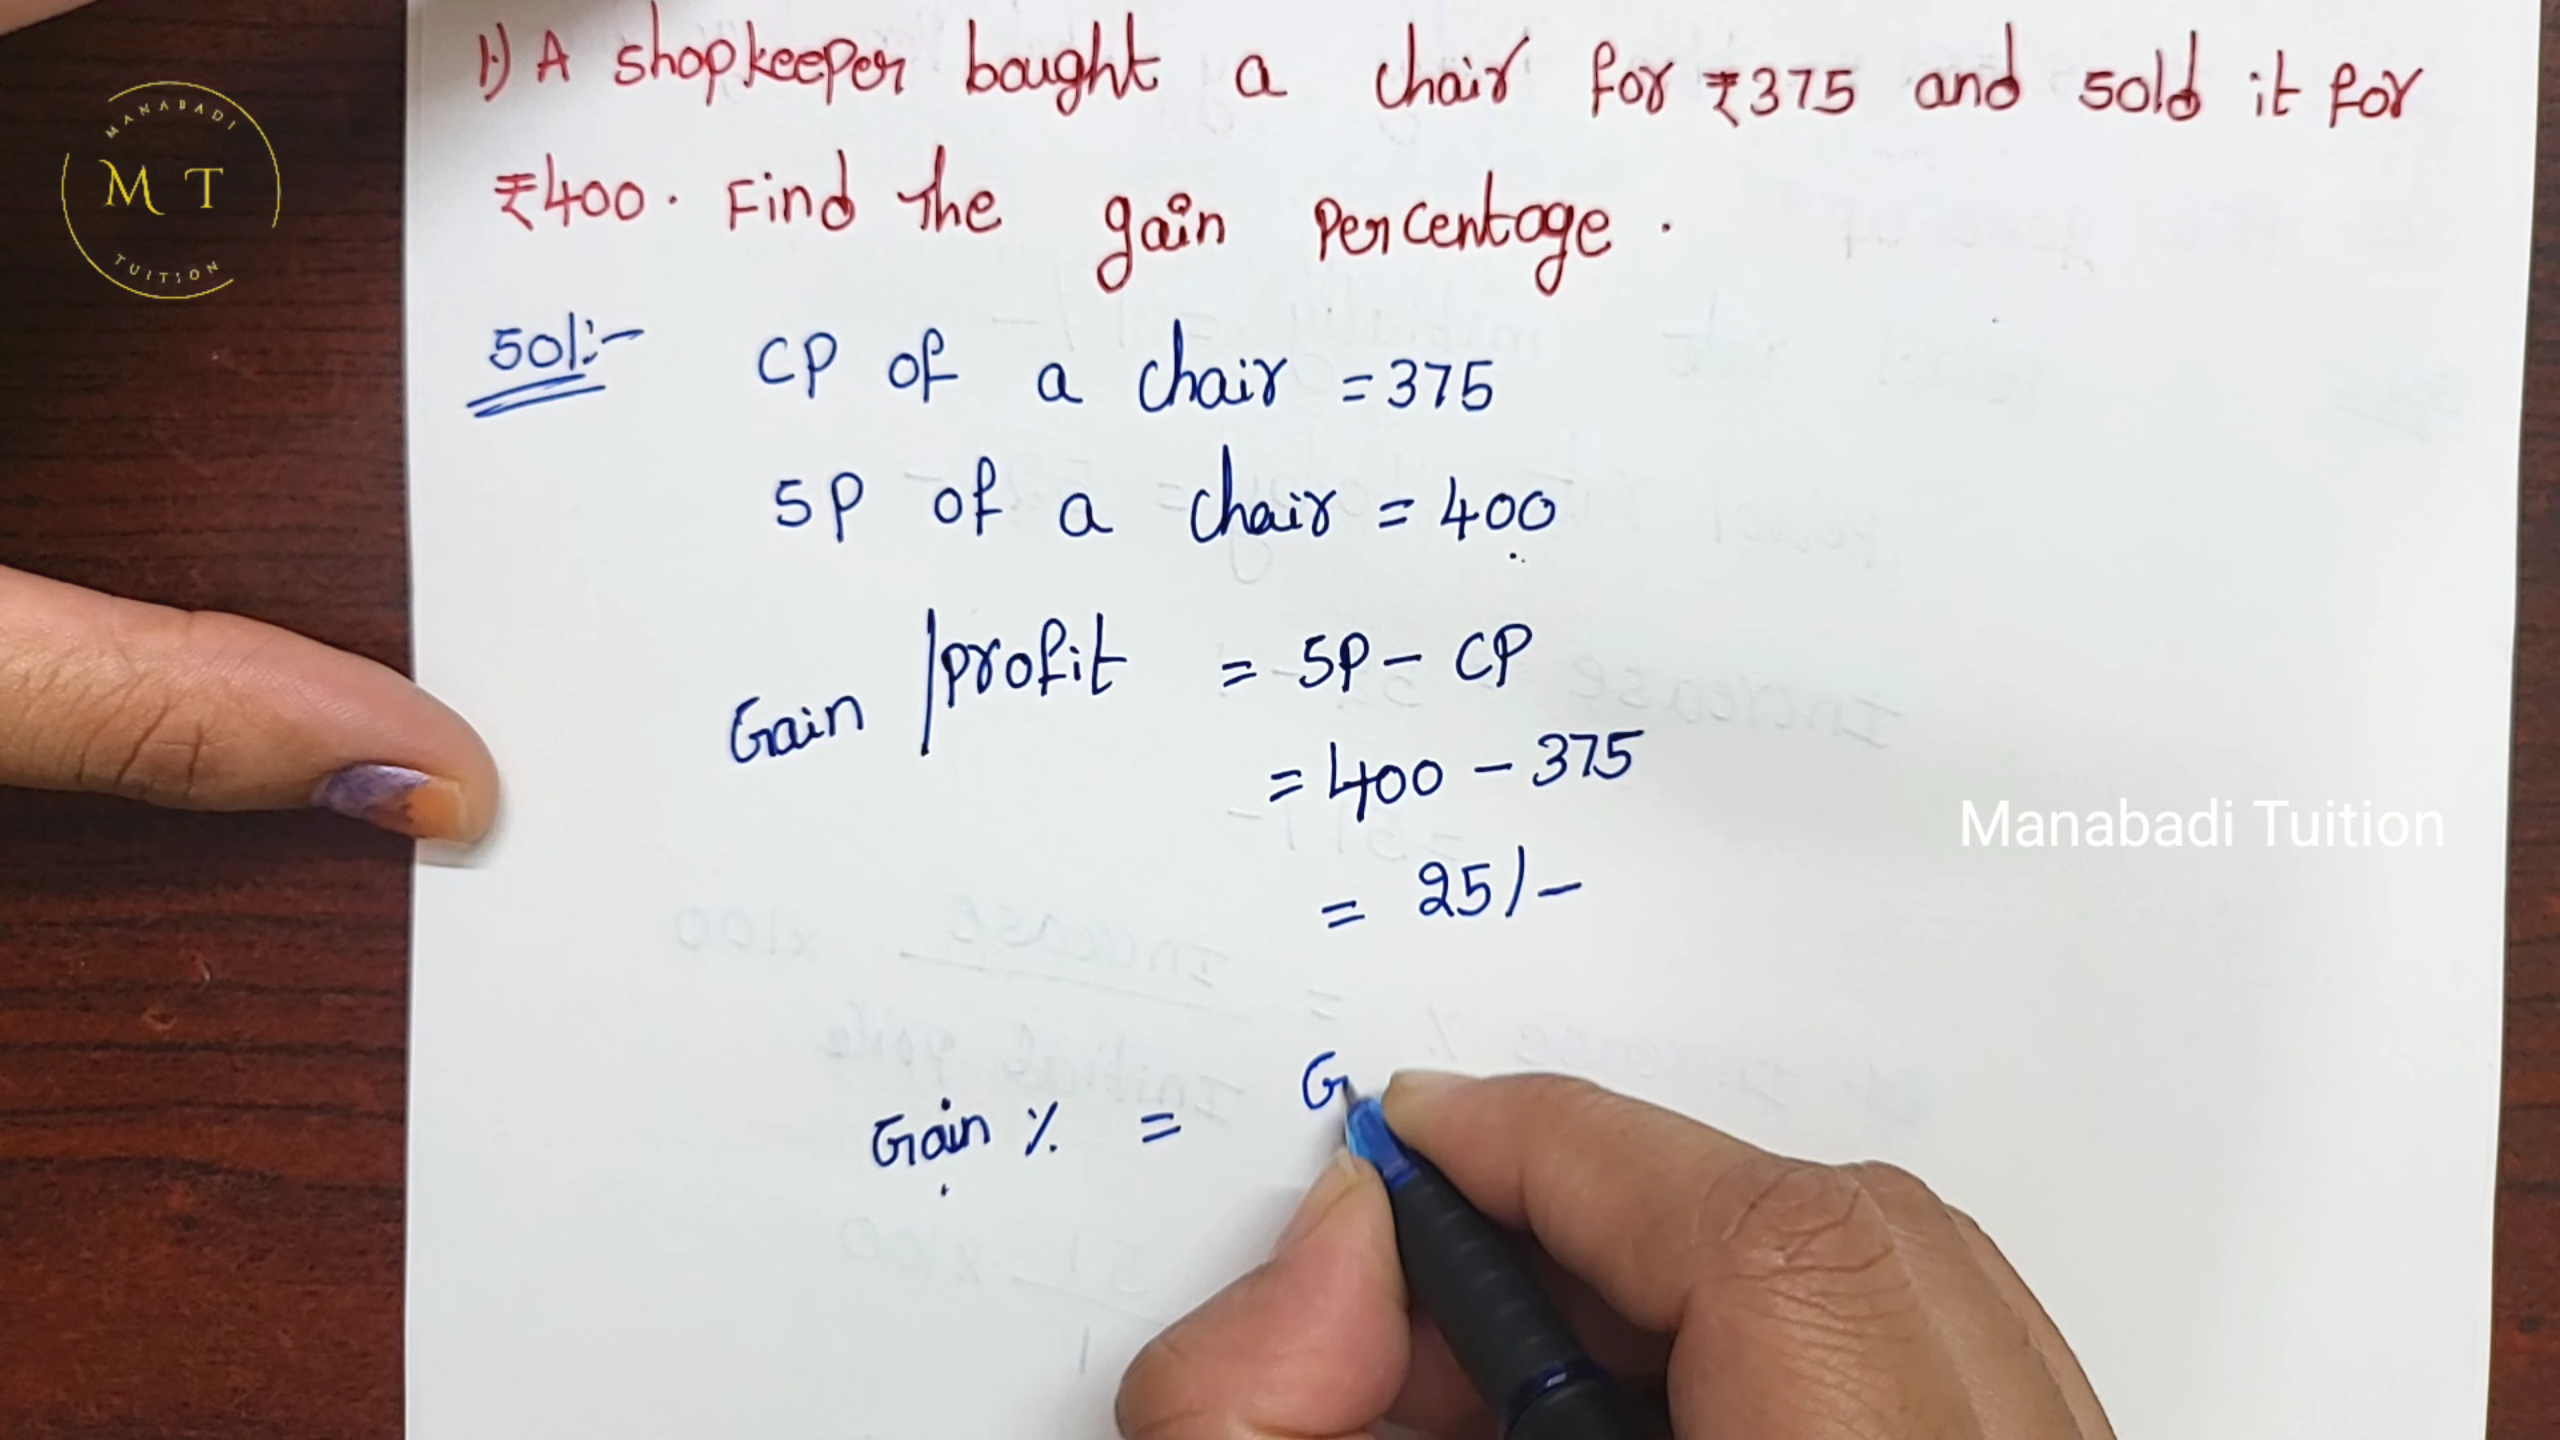 MANABADI
M T
TUITION
1) A shopkeeper bought a chair for ₹375 and sold it for
₹400. Find the gain percentage.
Sol:-
CP of a chair = 375
SP of a chair = 400
Gain / profit = SP - CP
= 400 - 375
= 25/-
Manabadi Tuition
Gain % = G